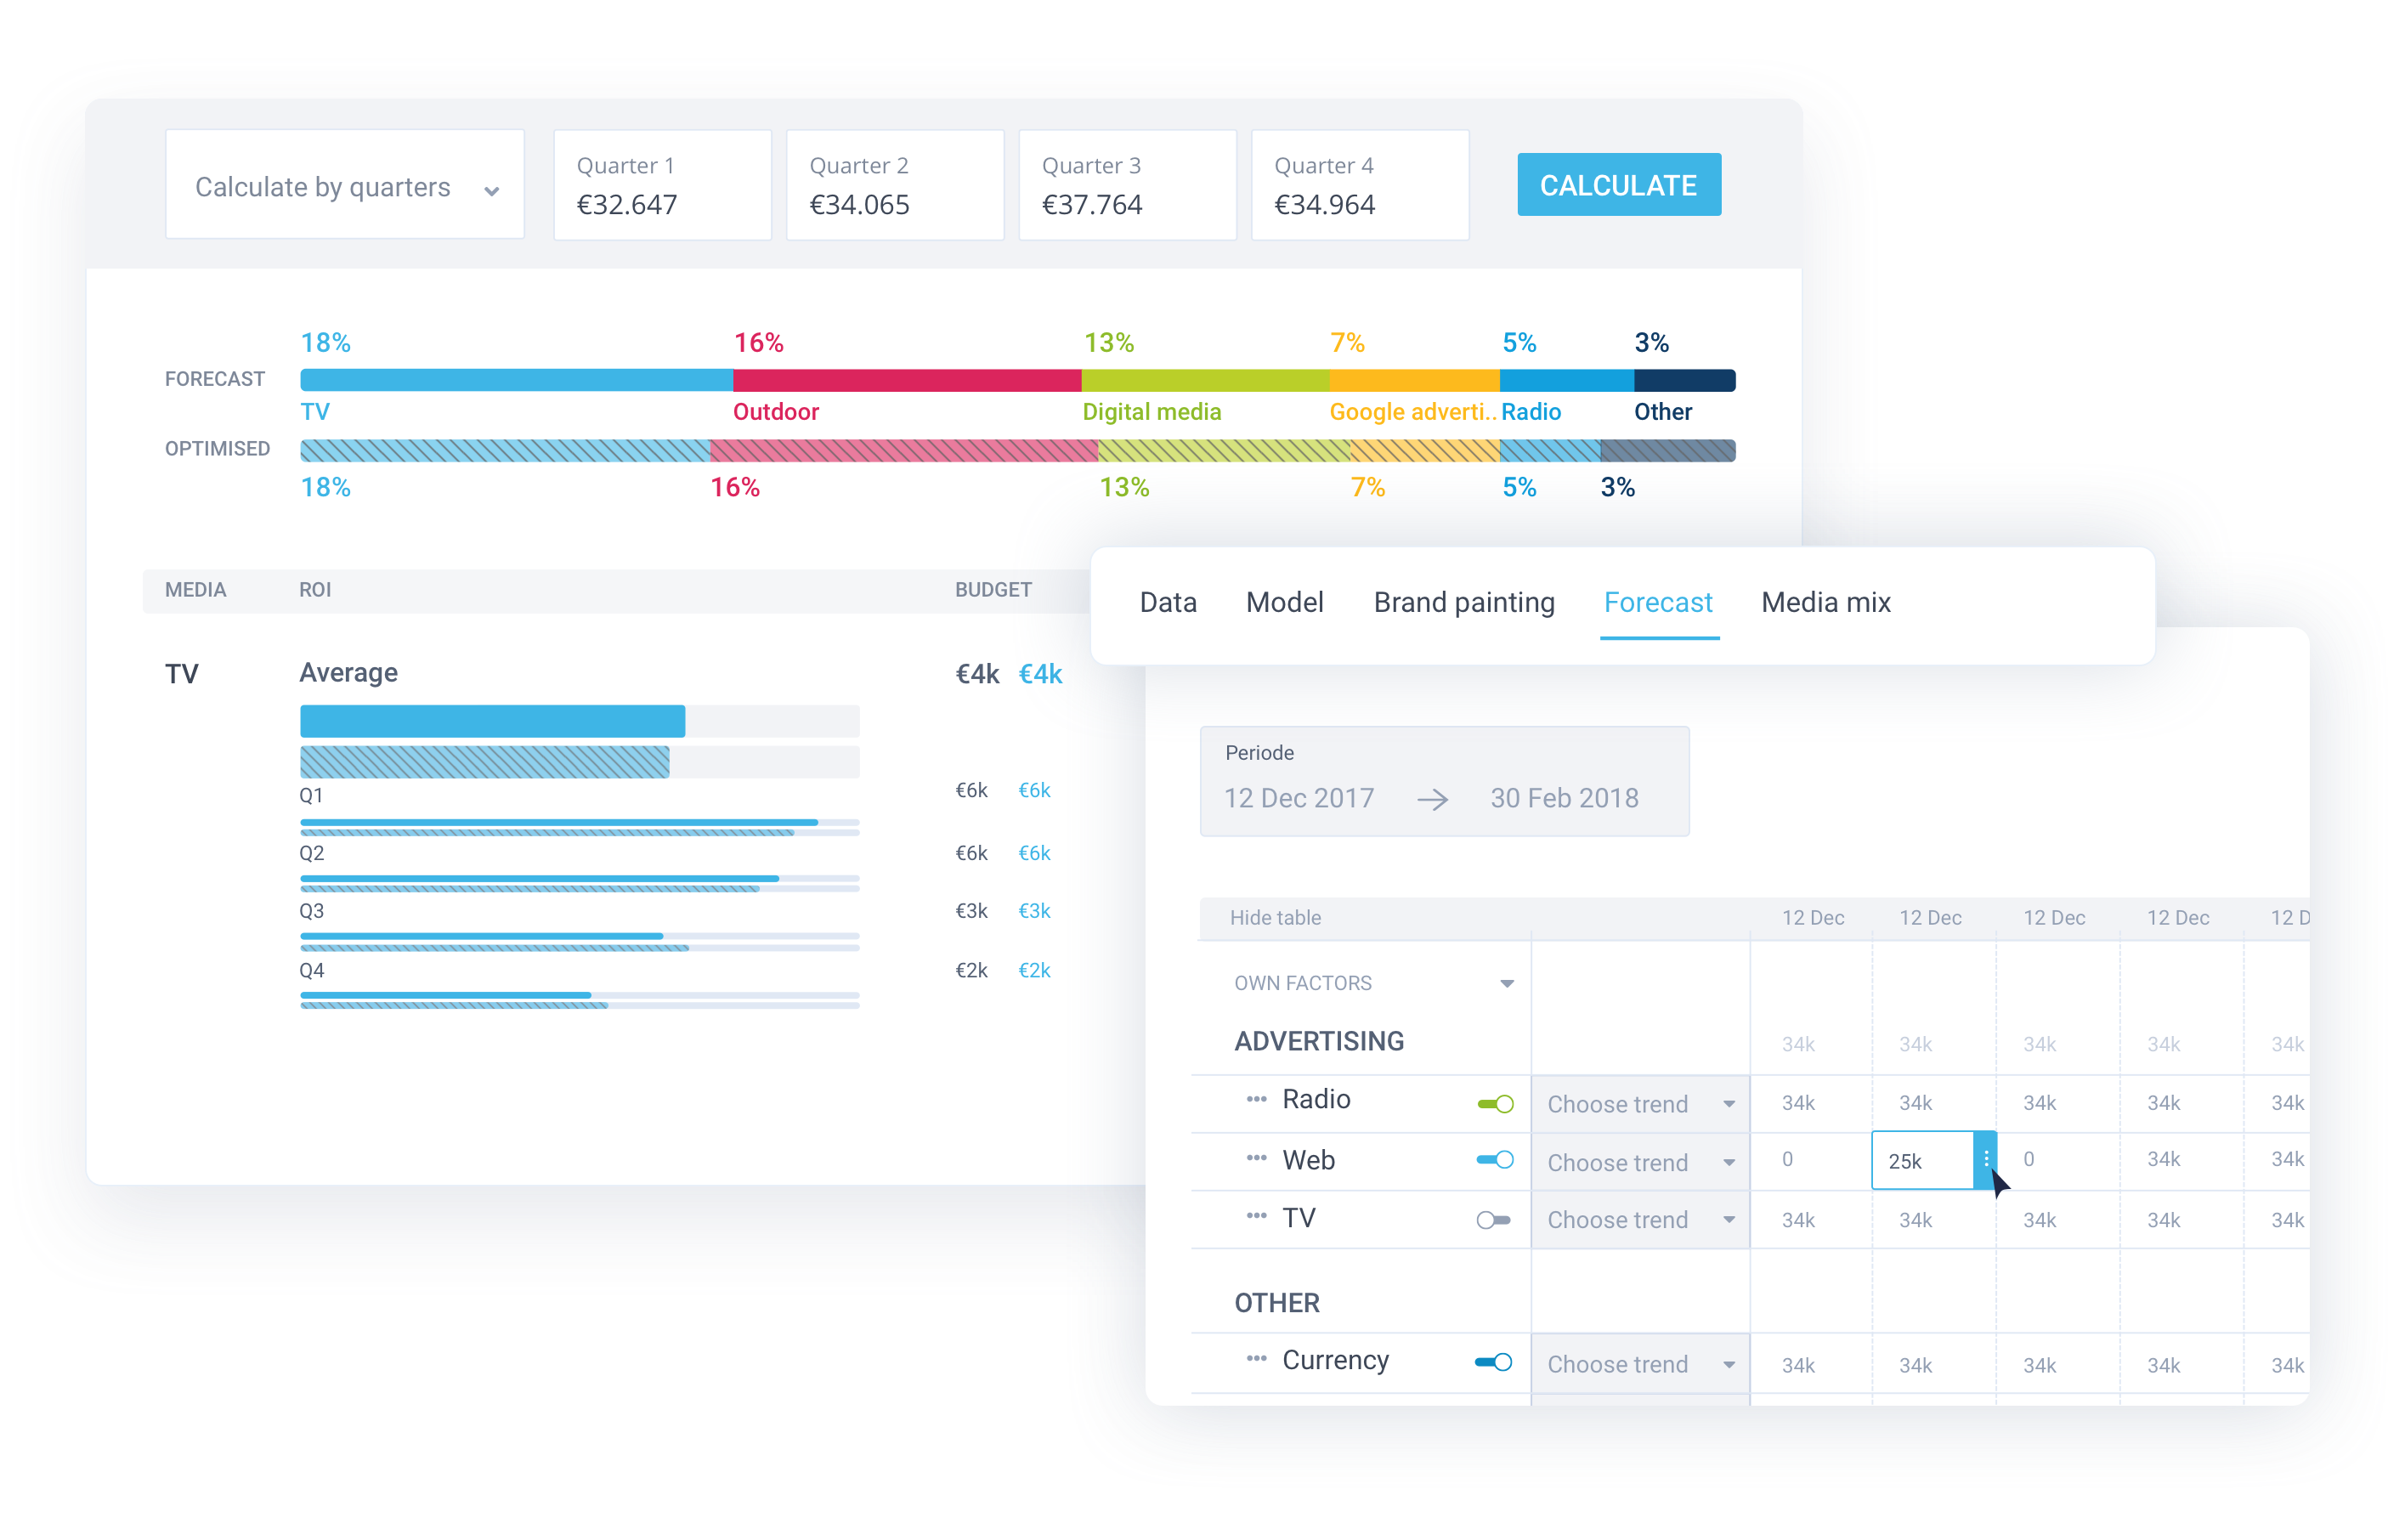 Calculate by quarters
Quarter 1
€32.647
Quarter 2
€34.065
Quarter 3
€37.764
Quarter 4
€34.964
CALCULATE
18% 16% 13% 7% 5% 3%
FORECAST
TV Outdoor Digital media Google adverti.. Radio Other
OPTIMISED
18% 16% 13% 7% 5% 3%
MEDIA ROI BUDGET
TV Average €4k €4k
Q1 €6k €6k
Q2 €6k €6k
Q3 €3k €3k
Q4 €2k €2k
Data Model Brand painting Forecast Media mix
Periode
12 Dec 2017 → 30 Feb 2018
Hide table 12 Dec 12 Dec 12 Dec 12 Dec 12 D
OWN FACTORS
ADVERTISING 34k 34k 34k 34k 34k
Radio Choose trend 34k 34k 34k 34k 34k
Web Choose trend 0 25k 0 34k 34k
TV Choose trend 34k 34k 34k 34k 34k
OTHER
Currency Choose trend 34k 34k 34k 34k 34k